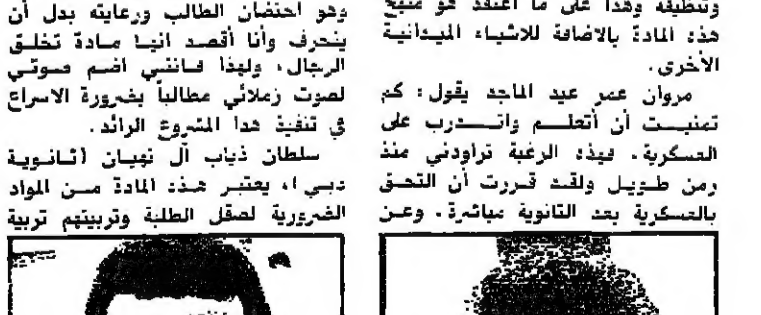 وتنظيفه وهذا على ما أعتقد هو منهج
هذه المادة بالاضافة للاشياء الميدانية
الأخرى.
مروان عمر عبد الماجد يقول: كم
تمنيت أن أتعلم واتدرب على
العسكرية. فهذه الرغبة تراودني منذ
زمن طويل ولقد قررت أن التحق
بالعسكرية بعد الثانوية مباشرة. وعن
وهو احتضان الطالب ورعايته بدل أن
ينحرف وأنا أقصد انها مادة تخلق
الرجال، ولهذا فانني اضم صوتي
لصوت زملائي مطالباً بضرورة الاسراع
في تنفيذ هذا المشروع الرائد.
سلطان ذياب آل نهيان (ثانوية
دبي)، يعتبر هذه المادة من المواد
الضرورية لصقل الطلبة وتربيتهم تربية